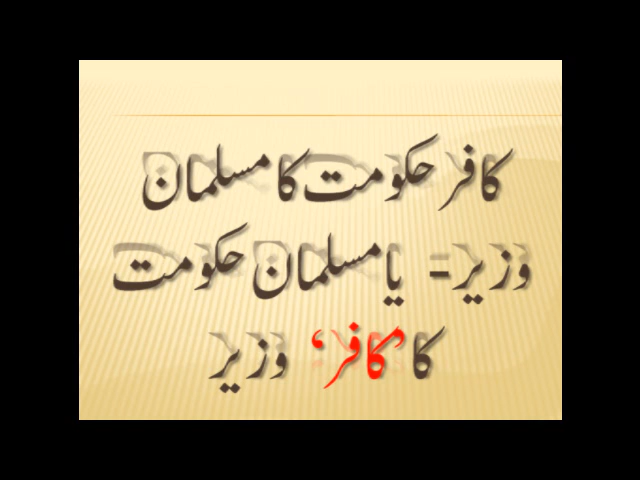 کافر حکومت کا مسلمان
وزیر= یا مسلمان حکومت
کا ’کافر‘ وزیر